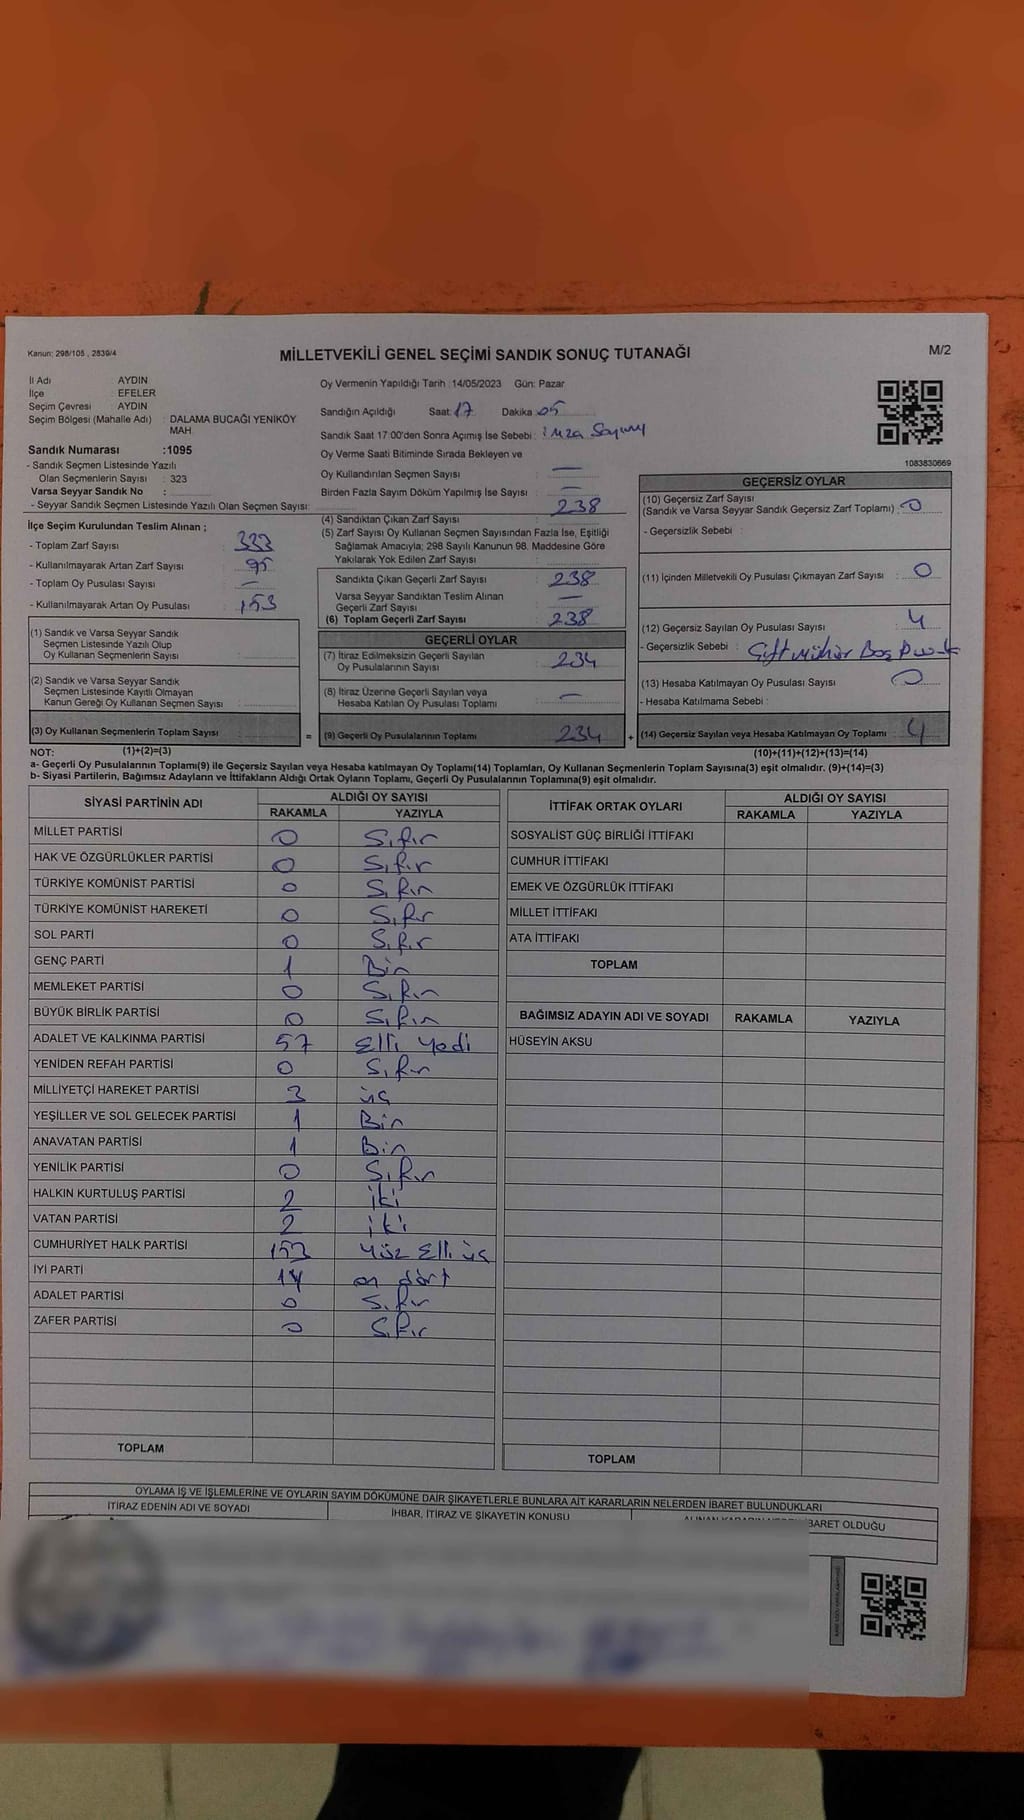 Kanun: 298/105 , 2839/4
MİLLETVEKİLİ GENEL SEÇİMİ SANDIK SONUÇ TUTANAĞI
M/2
İl Adı : AYDIN
İlçe : EFELER
Seçim Çevresi : AYDIN
Seçim Bölgesi (Mahalle Adı) : DALAMA BUCAĞI YENİKÖY MAH.
Sandık Numarası :1095
- Sandık Seçmen Listesinde Yazılı
Olan Seçmenlerin Sayısı : 323
Varsa Seyyar Sandık No :
- Seyyar Sandık Seçmen Listesinde Yazılı Olan Seçmen Sayısı:
Oy Vermenin Yapıldığı Tarih :14/05/2023 Gün: Pazar
Sandığın Açıldığı Saat: 17 Dakika: 05
Sandık Saat 17:00'den Sonra Açımış İse Sebebi : imza Sayımı
Oy Verme Saati Bitiminde Sırada Bekleyen ve
Oy Kullandırılan Seçmen Sayısı : —
Birden Fazla Sayım Döküm Yapılmış İse Sayısı : —
1083830669
İlçe Seçim Kurulundan Teslim Alınan ;
- Toplam Zarf Sayısı : 333
- Kullanılmayarak Artan Zarf Sayısı : 95
- Toplam Oy Pusulası Sayısı : —
- Kullanılmayarak Artan Oy Pusulası : 153
(1) Sandık ve Varsa Seyyar Sandık
Seçmen Listesinde Yazılı Olup
Oy Kullanan Seçmenlerin Sayısı :
(2) Sandık ve Varsa Seyyar Sandık
Seçmen Listesinde Kayıtlı Olmayan
Kanun Gereği Oy Kullanan Seçmen Sayısı :
(3) Oy Kullanan Seçmenlerin Toplam Sayısı :
(4) Sandıktan Çıkan Zarf Sayısı : 238
(5) Zarf Sayısı Oy Kullanan Seçmen Sayısından Fazla İse, Eşitliği
Sağlamak Amacıyla; 298 Sayılı Kanunun 98. Maddesine Göre
Yakılarak Yok Edilen Zarf Sayısı :
Sandıkta Çıkan Geçerli Zarf Sayısı : 238
Varsa Seyyar Sandıktan Teslim Alınan
Geçerli Zarf Sayısı : —
(6) Toplam Geçerli Zarf Sayısı : 238
GEÇERLİ OYLAR
(7) İtiraz Edilmeksizin Geçerli Sayılan
Oy Pusulalarının Sayısı : 234
(8) İtiraz Üzerine Geçerli Sayılan veya
Hesaba Katılan Oy Pusulası Toplamı : —
= (9) Geçerli Oy Pusulalarının Toplamı : 234
GEÇERSİZ OYLAR
(10) Geçersiz Zarf Sayısı
(Sandık ve Varsa Seyyar Sandık Geçersiz Zarf Toplamı) : 0
- Geçersizlik Sebebi :
(11) İçinden Milletvekili Oy Pusulası Çıkmayan Zarf Sayısı : 0
(12) Geçersiz Sayılan Oy Pusulası Sayısı : 4
- Geçersizlik Sebebi : Çift mühür Boş
(13) Hesaba Katılmayan Oy Pusulası Sayısı : 0
- Hesaba Katılmama Sebebi :
+ (14) Geçersiz Sayılan veya Hesaba Katılmayan Oy Toplamı : 4
NOT: (1)+(2)=(3) (10)+(11)+(12)+(13)=(14)
a- Geçerli Oy Pusulalarının Toplamı(9) ile Geçersiz Sayılan veya Hesaba katılmayan Oy Toplamı(14) Toplamları, Oy Kullanan Seçmenlerin Toplam Sayısına(3) eşit olmalıdır. (9)+(14)=(3)
b- Siyasi Partilerin, Bağımsız Adayların ve İttifakların Aldığı Ortak Oyların Toplamı, Geçerli Oy Pusulalarının Toplamına(9) eşit olmalıdır.
SİYASİ PARTİNİN ADI ALDIĞI OY SAYISI
RAKAMLA YAZIYLA
MİLLET PARTİSİ 0 Sıfır
HAK VE ÖZGÜRLÜKLER PARTİSİ 0 Sıfır
TÜRKİYE KOMÜNİST PARTİSİ 0 Sıfır
TÜRKİYE KOMÜNİST HAREKETİ 0 Sıfır
SOL PARTİ 0 Sıfır
GENÇ PARTİ 1 Bir
MEMLEKET PARTİSİ 0 Sıfır
BÜYÜK BİRLİK PARTİSİ 0 Sıfır
ADALET VE KALKINMA PARTİSİ 57 Elli Yedi
YENİDEN REFAH PARTİSİ 0 Sıfır
MİLLİYETÇİ HAREKET PARTİSİ 3 üç
YEŞİLLER VE SOL GELECEK PARTİSİ 1 Bir
ANAVATAN PARTİSİ 1 Bir
YENİLİK PARTİSİ 0 Sıfır
HALKIN KURTULUŞ PARTİSİ 2 iki
VATAN PARTİSİ 2 iki
CUMHURİYET HALK PARTİSİ 153 Yüz Elli üç
İYİ PARTİ 14 on dört
ADALET PARTİSİ 0 Sıfır
ZAFER PARTİSİ 0 Sıfır
TOPLAM
İTTİFAK ORTAK OYLARI ALDIĞI OY SAYISI
RAKAMLA YAZIYLA
SOSYALİST GÜÇ BİRLİĞİ İTTİFAKI
CUMHUR İTTİFAKI
EMEK VE ÖZGÜRLÜK İTTİFAKI
MİLLET İTTİFAKI
ATA İTTİFAKI
TOPLAM
BAĞIMSIZ ADAYIN ADI VE SOYADI RAKAMLA YAZIYLA
HÜSEYİN AKSU
TOPLAM
OYLAMA İŞ VE İŞLEMLERİNE VE OYLARIN SAYIM DÖKÜMÜNE DAİR ŞİKAYETLERLE BUNLARA AİT KARARLARIN NELERDEN İBARET BULUNDUKLARI
İTİRAZ EDENİN ADI VE SOYADI
İHBAR, İTİRAZ VE ŞİKAYETİN KONUSU
BARET OLDUĞU